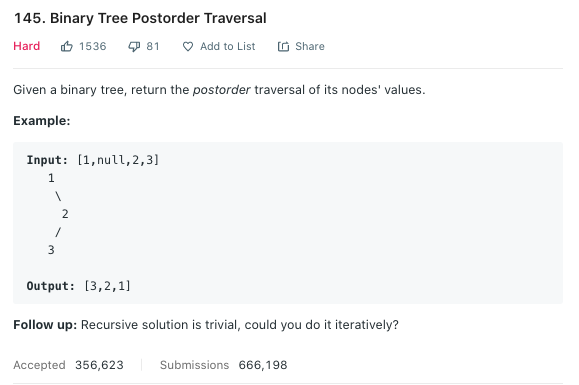 145. Binary Tree Postorder Traversal
Hard 1536 81 Add to List Share
Given a binary tree, return the postorder traversal of its nodes' values.
Example:
Input: [1,null,2,3]
1
\
2
/
3
Output: [3,2,1]
Follow up: Recursive solution is trivial, could you do it iteratively?
Accepted 356,623 Submissions 666,198